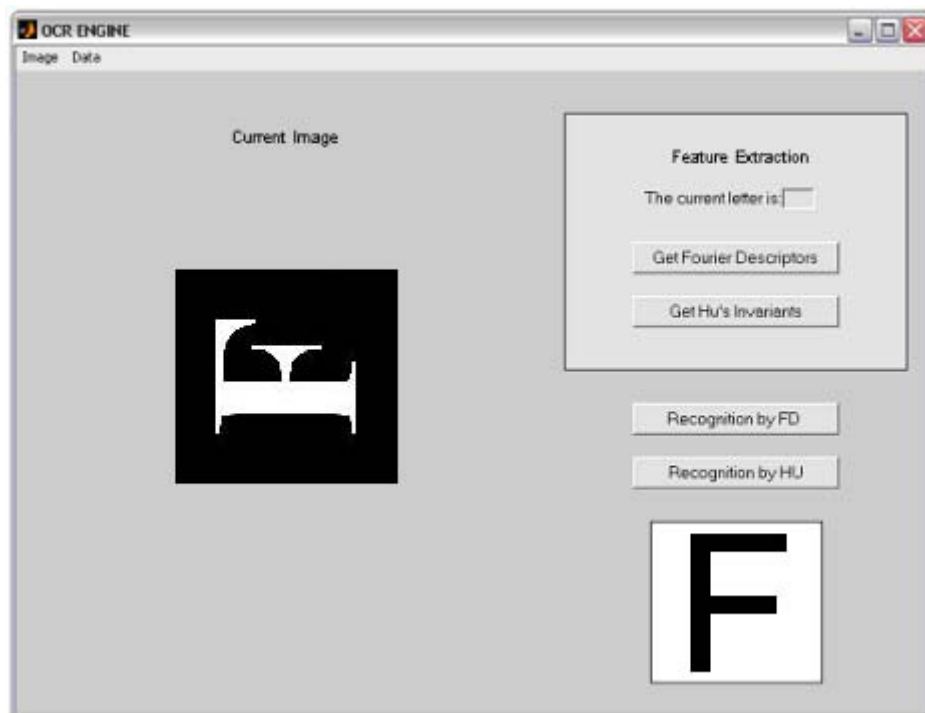 OCR ENGINE
Image Data
Current Image
Feature Extraction
The current letter is:
Get Fourier Descriptors
Get Hu's Invariants
F
Recognition by FD
Recognition by HU
F